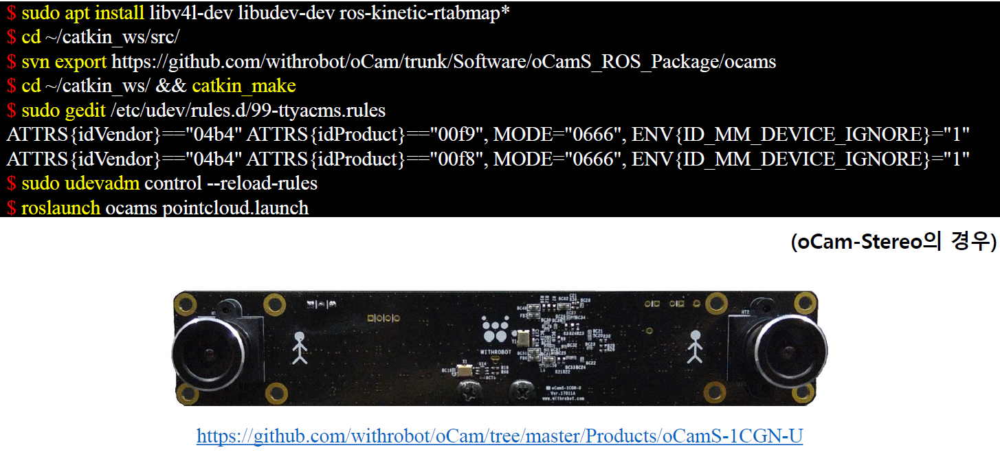 $ sudo apt install libv4l-dev libudev-dev ros-kinetic-rtabmap*
$ cd ~/catkin_ws/src/
$ svn export https://github.com/withrobot/oCam/trunk/Software/oCamS_ROS_Package/ocams
$ cd ~/catkin_ws/ && catkin_make
$ sudo gedit /etc/udev/rules.d/99-ttyacms.rules
ATTRS{idVendor}=="04b4" ATTRS{idProduct}=="00f9", MODE="0666", ENV{ID_MM_DEVICE_IGNORE}="1"
ATTRS{idVendor}=="04b4" ATTRS{idProduct}=="00f8", MODE="0666", ENV{ID_MM_DEVICE_IGNORE}="1"
$ sudo udevadm control --reload-rules
$ roslaunch ocams pointcloud.launch
(oCam-Stereo의 경우)
WITHROBOT
oCamS-1CGN-U
Ver.17011A
www.withrobot.com
https://github.com/withrobot/oCam/tree/master/Products/oCamS-1CGN-U